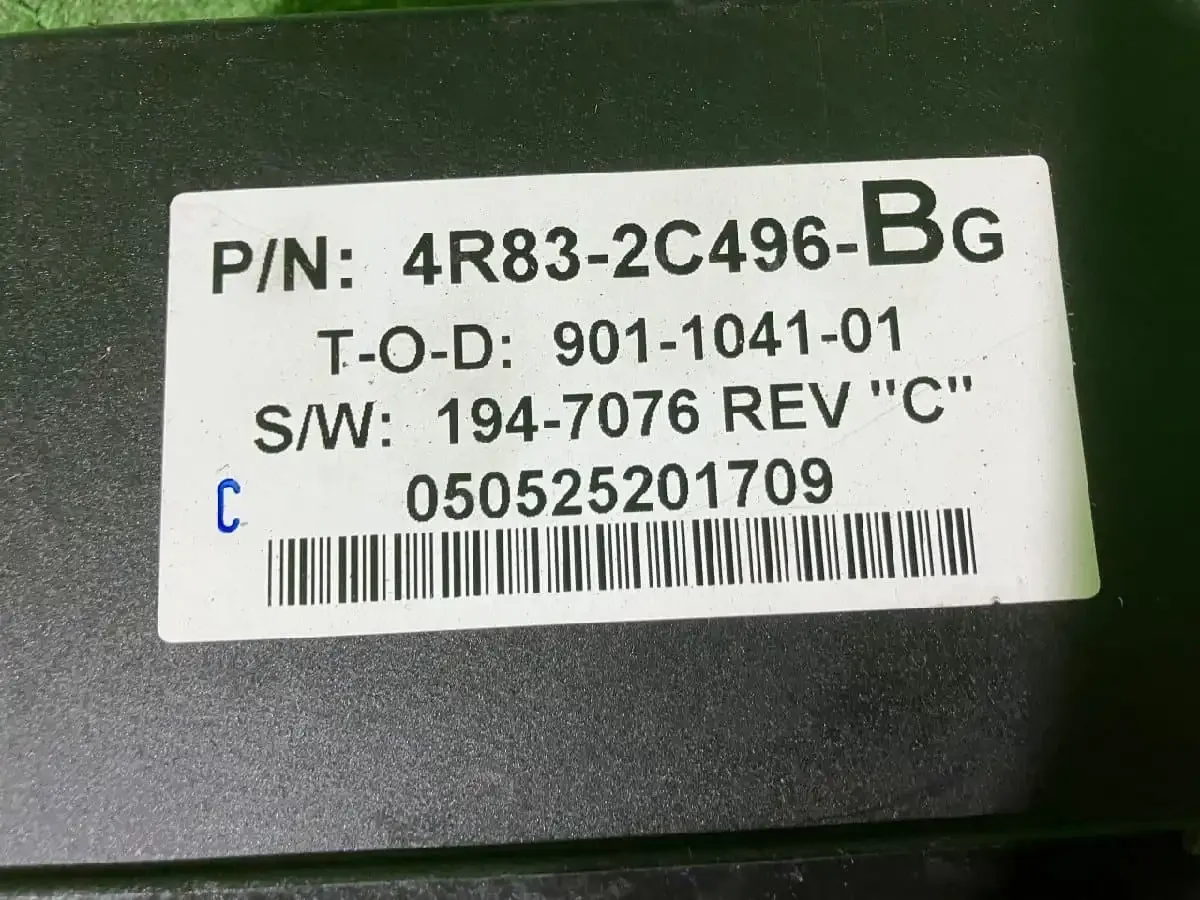 P/N: 4R83-2C496-BG
T-O-D: 901-1041-01
S/W: 194-7076 REV "C"
C 050525201709